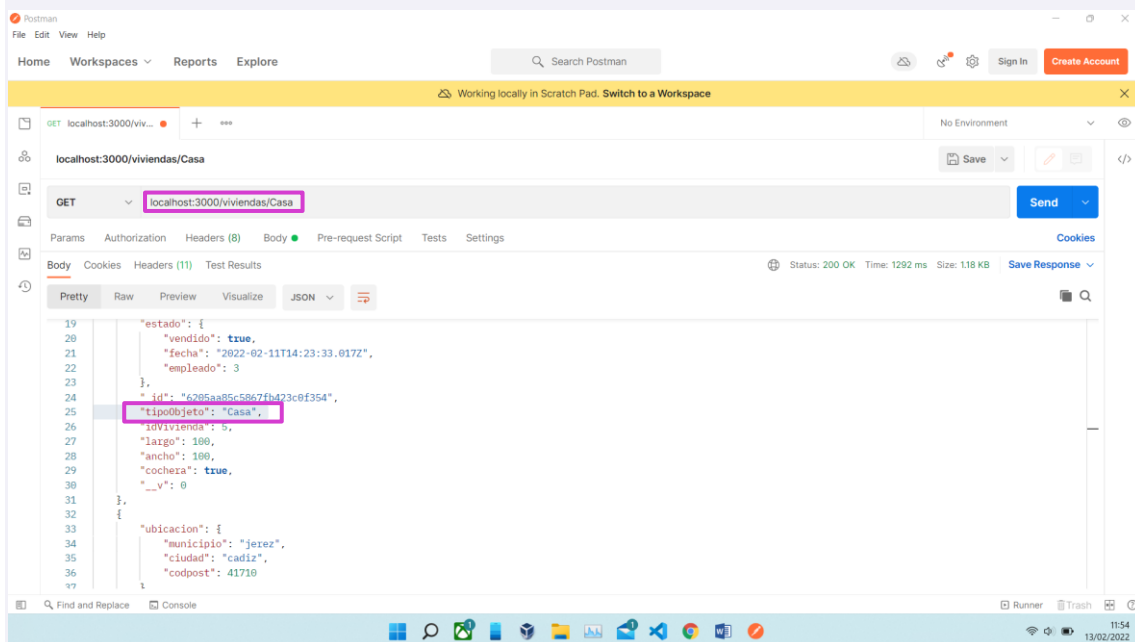 Postman
File Edit View Help
Home Workspaces Reports Explore Search Postman Sign In Create Account
Working locally in Scratch Pad. Switch to a Workspace
GET localhost:3000/viv... + ooo No Environment
localhost:3000/viviendas/Casa Save </>
GET localhost:3000/viviendas/Casa Send
Params Authorization Headers (8) Body Pre-request Script Tests Settings Cookies
Body Cookies Headers (11) Test Results Status: 200 OK Time: 1292 ms Size: 1.18 KB Save Response
Pretty Raw Preview Visualize JSON
19 "estado": {
20 "vendido": true,
21 "fecha": "2022-02-11T14:23:33.017Z",
22 "empleado": 3
23 },
24 "_id": "6205aa85c5867fb423c0f354",
25 "tipoObjeto": "Casa",
26 "idVivienda": 5,
27 "largo": 100,
28 "ancho": 100,
29 "cochera": true,
30 "__v": 0
31 },
32 {
33 "ubicacion": {
34 "municipio": "jerez",
35 "ciudad": "cadiz",
36 "codpost": 41710
37 }
Find and Replace Console Runner Trash
11:54
13/02/2022